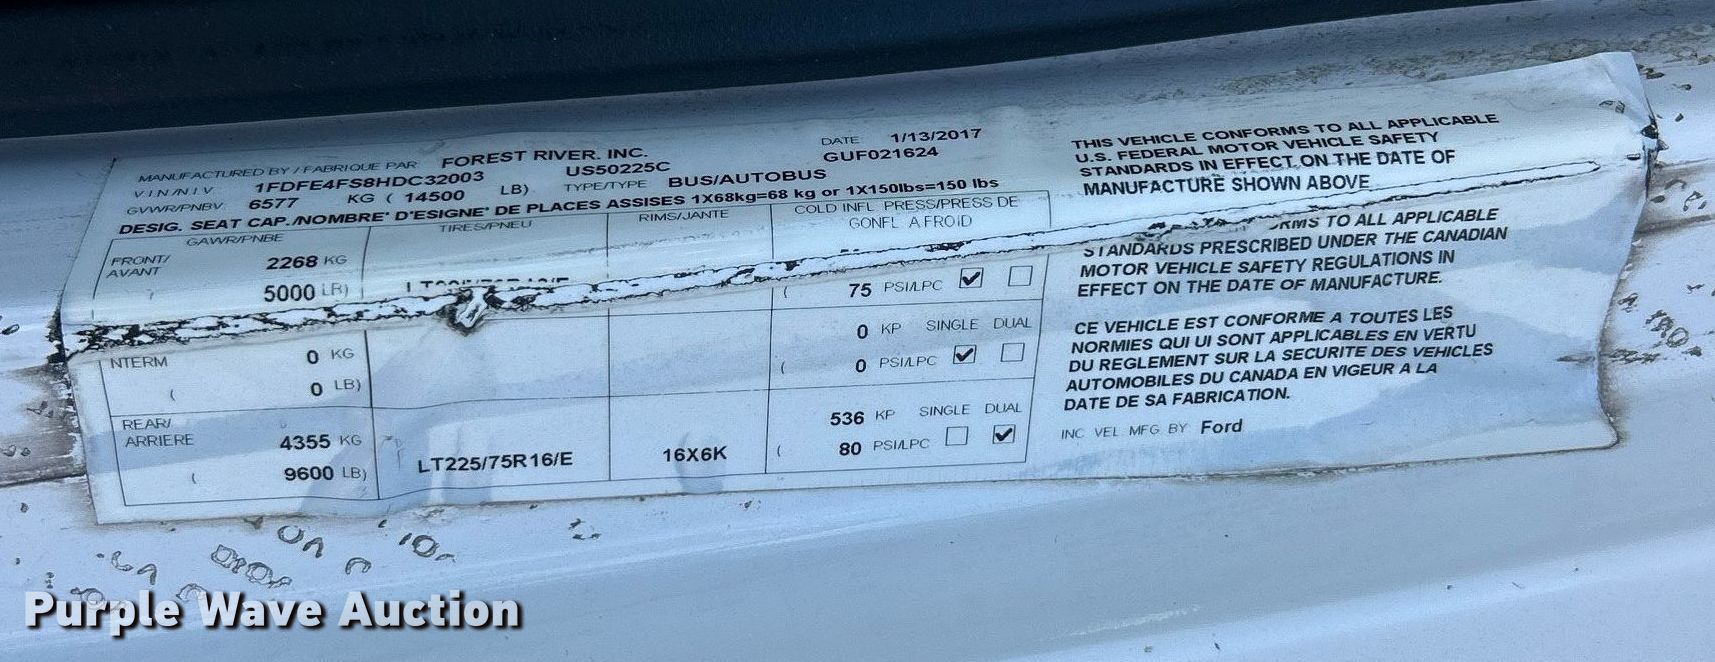 MANUFACTURED BY / FABRIQUE PAR FOREST RIVER. INC. DATE 1/13/2017
V.I.N/N.I.V. 1FDFE4FS8HDC32003 US50225C GUF021624
GVWR/PNBV 6577 KG ( 14500 LB) TYPE/TYPE BUS/AUTOBUS
DESIG. SEAT CAP./NOMBRE' D'ESIGNE' DE PLACES ASSISES 1X68kg=68 kg or 1X150lbs=150 lbs
GAWR/PNBE TIRES/PNEU RIMS/JANTE COLD INFL PRESS/PRESS DE
GONFL A FROID
FRONT/
AVANT 2268 KG
( 5000 LB) ( 75 PSI/LPC
NTERM 0 KG 0 KP SINGLE DUAL
( 0 LB) ( 0 PSI/LPC
REAR/
ARRIERE 4355 KG 536 KP SINGLE DUAL
( 9600 LB) LT225/75R16/E 16X6K ( 80 PSI/LPC
THIS VEHICLE CONFORMS TO ALL APPLICABLE
U.S. FEDERAL MOTOR VEHICLE SAFETY
STANDARDS IN EFFECT ON THE DATE OF
MANUFACTURE SHOWN ABOVE
RMS TO ALL APPLICABLE
STANDARDS PRESCRIBED UNDER THE CANADIAN
MOTOR VEHICLE SAFETY REGULATIONS IN
EFFECT ON THE DATE OF MANUFACTURE.
CE VEHICLE EST CONFORME A TOUTES LES
NORMIES QUI UI SONT APPLICABLES EN VERTU
DU REGLEMENT SUR LA SECURITE DES VEHICLES
AUTOMOBILES DU CANADA EN VIGEUR A LA
DATE DE SA FABRICATION.
INC VEL MFG BY Ford
Purple Wave Auction